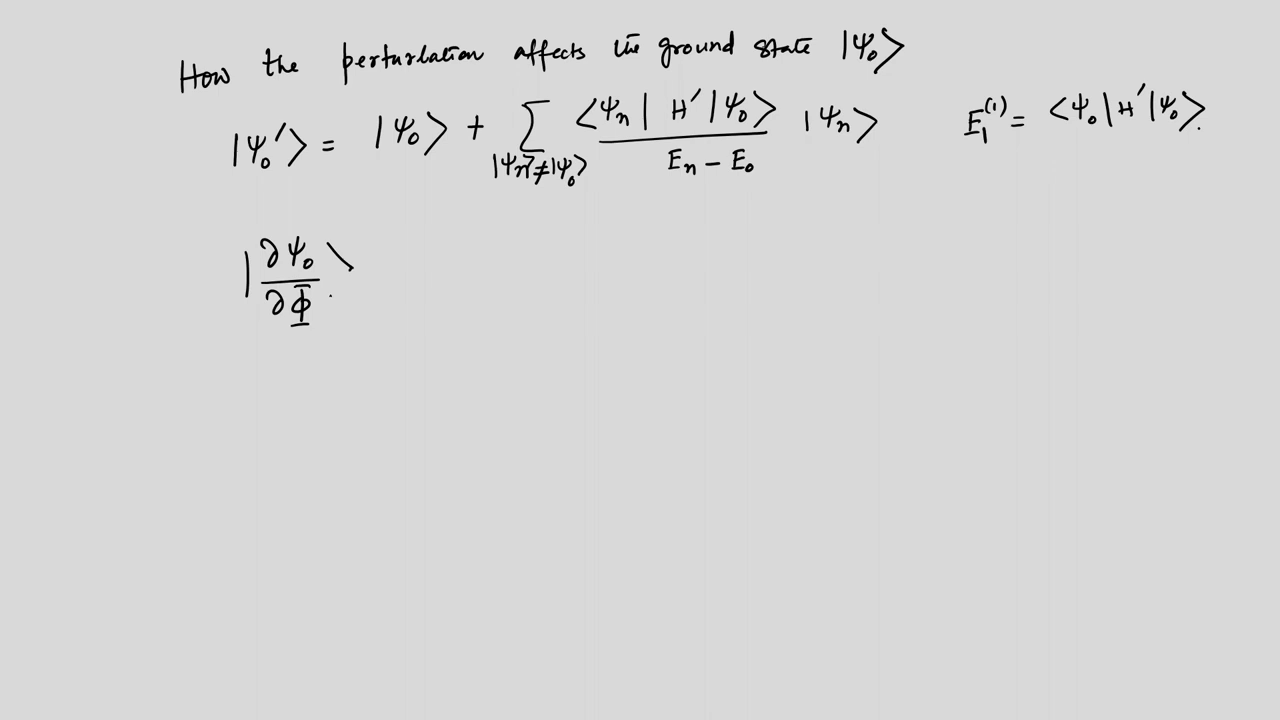 How the perturbation affects the ground state |ψ₀⟩
|ψ₀′⟩ = |ψ₀⟩ + ∑_{|ψₙ⟩≠|ψ₀⟩} ⟨ψₙ| H′ |ψ₀⟩ / (Eₙ − E₀) |ψₙ⟩ E₁⁽¹⁾ = ⟨ψ₀|H′|ψ₀⟩.
|∂ψ₀/∂Φ⟩